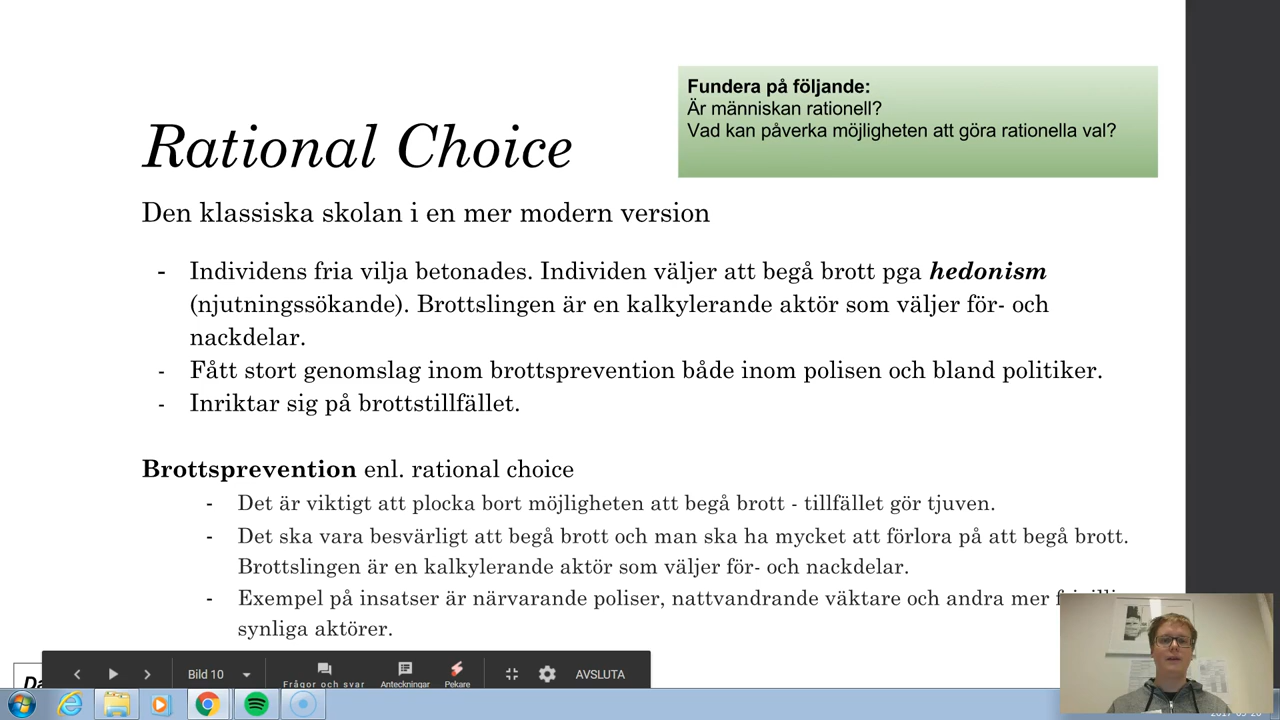 Fundera på följande:
Är människan rationell?
Vad kan påverka möjligheten att göra rationella val?
Rational Choice
Den klassiska skolan i en mer modern version
- Individens fria vilja betonades. Individen väljer att begå brott pga hedonism
(njutningssökande). Brottslingen är en kalkylerande aktör som väljer för- och
nackdelar.
- Fått stort genomslag inom brottsprevention både inom polisen och bland politiker.
- Inriktar sig på brottstillfället.
Brottsprevention enl. rational choice
- Det är viktigt att plocka bort möjligheten att begå brott - tillfället gör tjuven.
- Det ska vara besvärligt att begå brott och man ska ha mycket att förlora på att begå brott.
Brottslingen är en kalkylerande aktör som väljer för- och nackdelar.
- Exempel på insatser är närvarande poliser, nattvandrande väktare och andra mer
synliga aktörer.
Bild 10
Frågor och svar
Anteckningar
Pekare
AVSLUTA